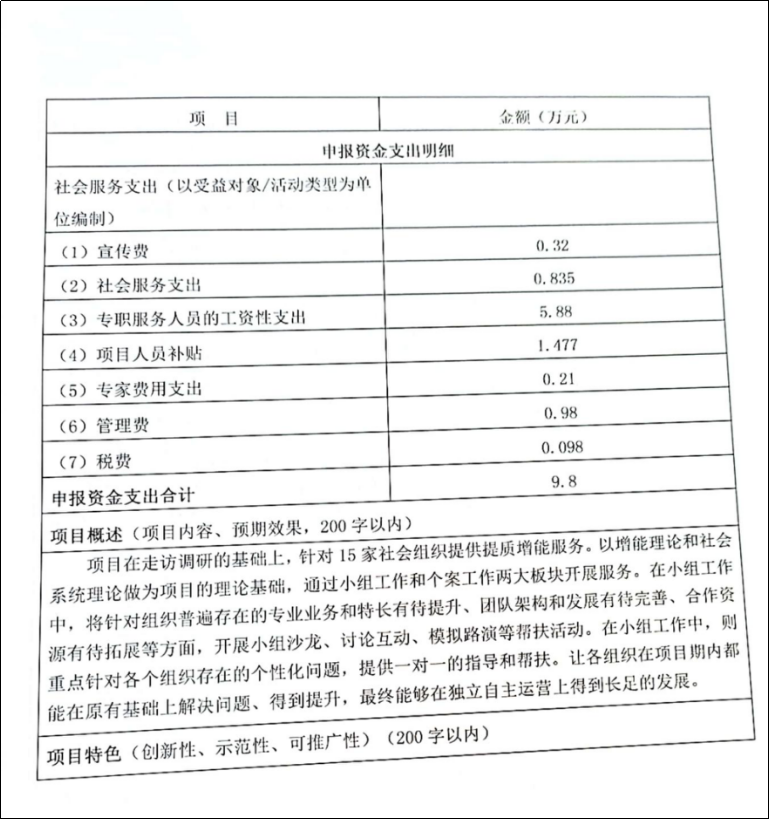 项 目 金额（万元）
申报资金支出明细
社会服务支出（以受益对象/活动类型为单
位编制）
（1）宣传费 0.32
（2）社会服务支出 0.835
（3）专职服务人员的工资性支出 5.88
（4）项目人员补贴 1.477
（5）专家费用支出 0.21
（6）管理费 0.98
（7）税费 0.098
申报资金支出合计 9.8
项目概述（项目内容、预期效果，200 字以内）
项目在走访调研的基础上，针对 15 家社会组织提供提质增能服务。以增能理论和社会
系统理论做为项目的理论基础，通过小组工作和个案工作两大板块开展服务。在小组工作
中，将针对组织普遍存在的专业业务和特长有待提升、团队架构和发展有待完善、合作资
源有待拓展等方面，开展小组沙龙、讨论互动、模拟路演等帮扶活动。在小组工作中，则
重点针对各个组织存在的个性化问题，提供一对一的指导和帮扶。让各组织在项目期内都
能在原有基础上解决问题、得到提升，最终能够在独立自主运营上得到长足的发展。
项目特色（创新性、示范性、可推广性）（200 字以内）